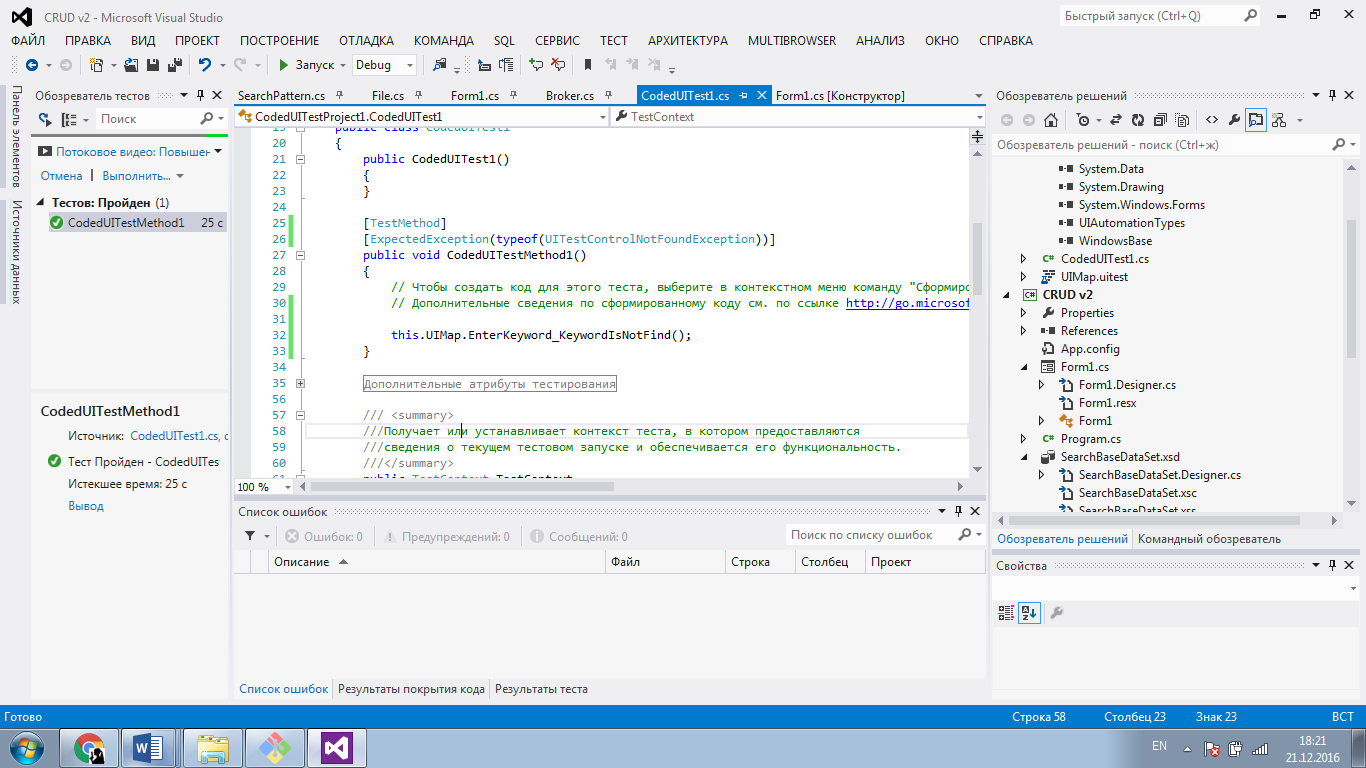 CRUD v2 - Microsoft Visual Studio
Быстрый запуск (Ctrl+Q)
ФАЙЛ ПРАВКА ВИД ПРОЕКТ ПОСТРОЕНИЕ ОТЛАДКА КОМАНДА SQL СЕРВИС ТЕСТ АРХИТЕКТУРА MULTIBROWSER АНАЛИЗ ОКНО СПРАВКА
Запуск Debug
Панель элементов
Источники данных
Обозреватель тестов
Поиск
Потоковое видео: Повышен
Отмена | Выполнить...
Тестов: Пройден (1)
CodedUITestMethod1 25 с
CodedUITestMethod1
Источник: CodedUITest1.cs, с
Тест Пройден - CodedUITes
Истекшее время: 25 с
Вывод
SearchPattern.cs File.cs Form1.cs Broker.cs CodedUITest1.cs Form1.cs [Конструктор]
CodedUITestProject1.CodedUITest1 TestContext
19 public class CodedUITest1
20 {
21 public CodedUITest1()
22 {
23 }
24
25 [TestMethod]
26 [ExpectedException(typeof(UITestControlNotFoundException))]
27 public void CodedUITestMethod1()
28 {
29 // Чтобы создать код для этого теста, выберите в контекстном меню команду "Сформиро
30 // Дополнительные сведения по сформированному коду см. по ссылке http://go.microsof
31
32 this.UIMap.EnterKeyword_KeywordIsNotFind();
33 }
34
35 Дополнительные атрибуты тестирования
56
57 /// <summary>
58 ///Получает или устанавливает контекст теста, в котором предоставляются
59 ///сведения о текущем тестовом запуске и обеспечивается его функциональность.
60 ///</summary>
61 public TestContext TestContext
100 %
Список ошибок
Ошибок: 0 Предупреждений: 0 Сообщений: 0 Поиск по списку ошибок
Описание Файл Строка Столбец Проект
Список ошибок Результаты покрытия кода Результаты теста
Обозреватель решений
Обозреватель решений - поиск (Ctrl+ж)
System.Data
System.Drawing
System.Windows.Forms
UIAutomationTypes
WindowsBase
CodedUITest1.cs
UIMap.uitest
CRUD v2
Properties
References
App.config
Form1.cs
Form1.Designer.cs
Form1.resx
Form1
Program.cs
SearchBaseDataSet.xsd
SearchBaseDataSet.Designer.cs
SearchBaseDataSet.xsc
SearchBaseDataSet.xss
Обозреватель решений Командный обозреватель
Свойства
Готово Строка 58 Столбец 23 Знак 23 ВСТ
EN
18:21
21.12.2016